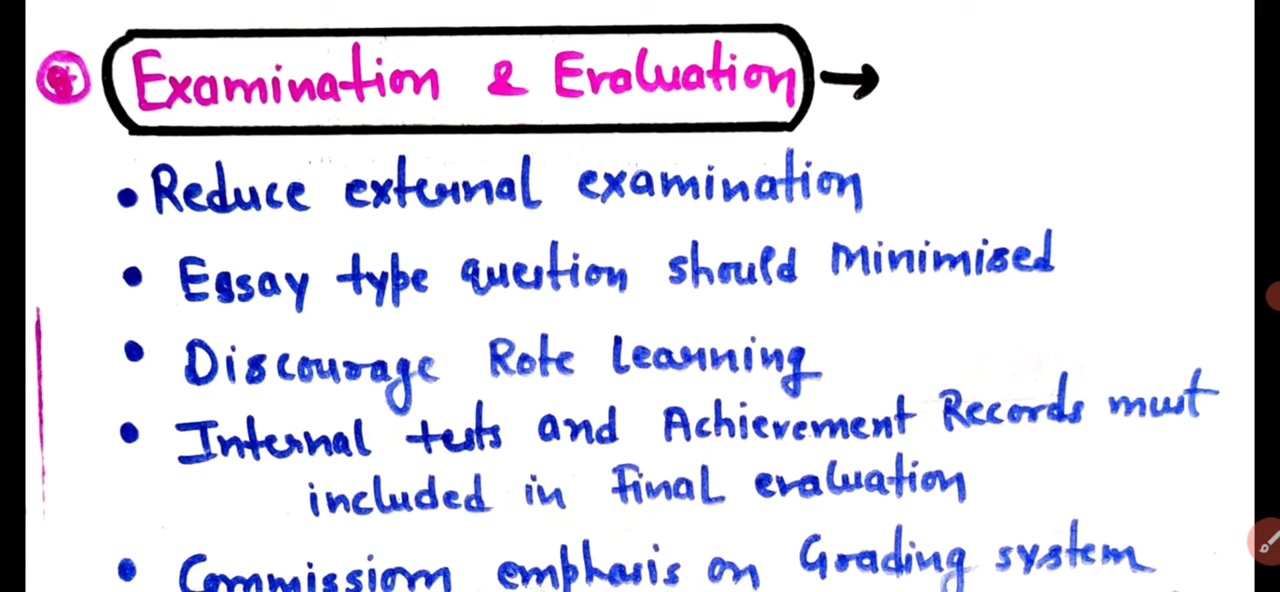 Examination & Evaluation →
• Reduce external examination
• Essay type question should Minimised
• Discourage Rote learning
• Internal tests and Achievement Records must
included in Final evaluation
• Commission emphasis on Grading system